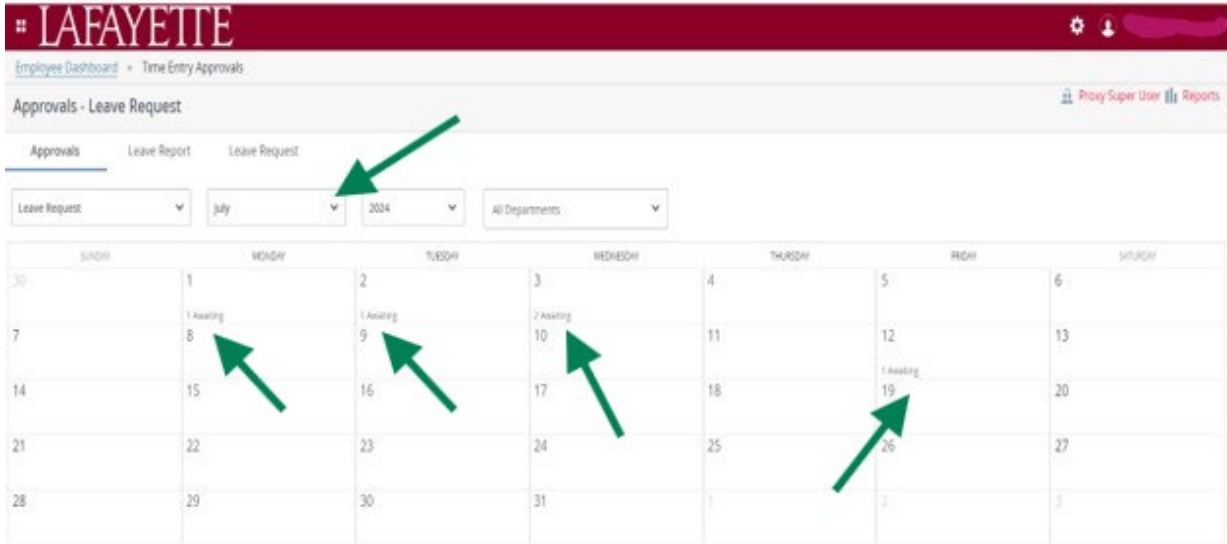 LAFAYETTE
Employee Dashboard • Time Entry Approvals
Approvals - Leave Request
Proxy Super User Reports
Approvals Leave Report Leave Request
Leave Request July 2024 All Departments
SUNDAY MONDAY TUESDAY WEDNESDAY THURSDAY FRIDAY SATURDAY
30 1 2 3 4 5 6
1 Awaiting 1 Awaiting 2 Awaiting
7 8 9 10 11 12 13
1 Awaiting
14 15 16 17 18 19 20
21 22 23 24 25 26 27
28 29 30 31 1 2 3